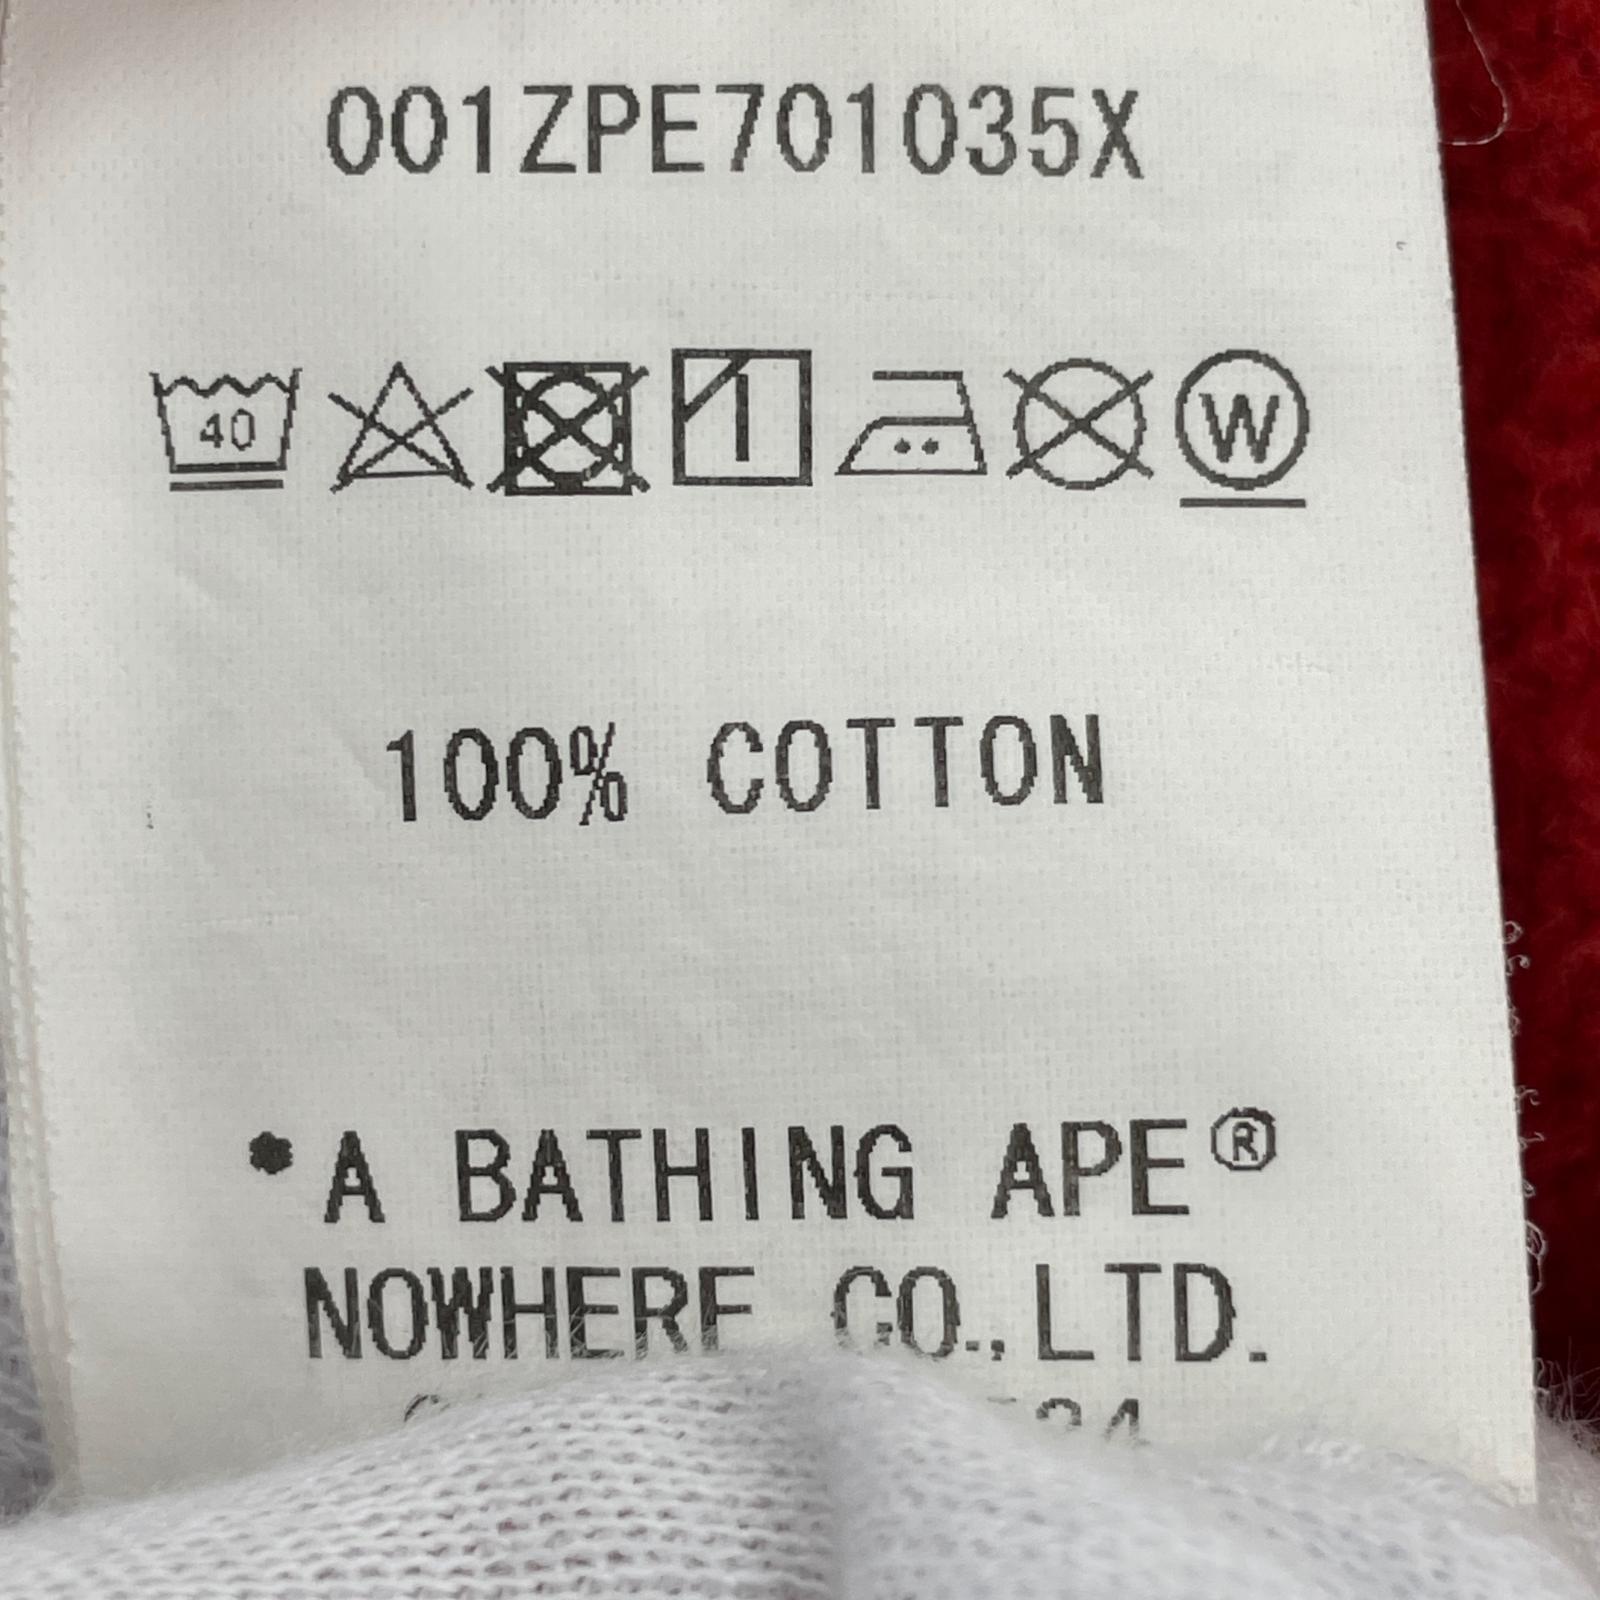 001ZPE701035X
40
W
100% COTTON
*A BATHING APE®
NOWHERE CO.,LTD.